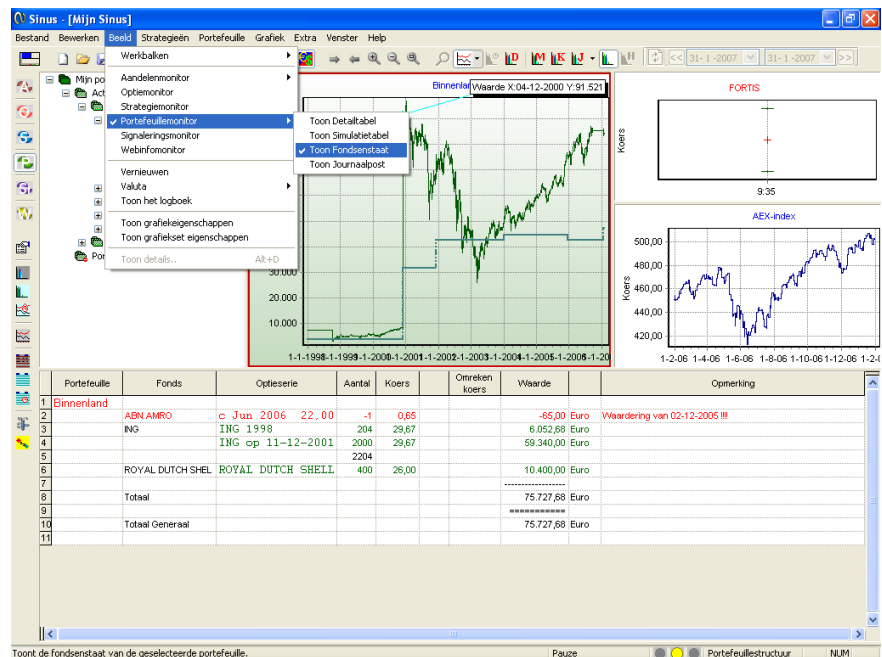 Sinus - [Mijn Sinus]
Bestand Bewerken Beeld Strategieën Portefeuille Grafiek Extra Venster Help
31- 1 -2007 31- 1 -2007
Werkbalken
Aandelenmonitor
Optiemonitor
Strategiemonitor
Portefeuillemonitor
Signaleringsmonitor
Webinfomonitor
Vernieuwen
Valuta
Toon het logboek
Toon grafiekeigenschappen
Toon grafiekset eigenschappen
Toon details.. Alt+D
Toon Detailtabel
Toon Simulatietabel
Toon Fondsenstaat
Toon Journaalpost
Mijn po
Act
Por
Binnenlar
Waarde X:04-12-2000 Y:91.521
30.000
20.000
10.000
1-1-1998 1-1-1999 1-1-2000 1-1-2001 1-1-2002 1-1-2003 1-1-2004 1-1-2005 1-1-2006 1-1-20
FORTIS
Koers
9:35
AEX-index
Koers
500,00
480,00
460,00
440,00
420,00
1-2-06 1-4-06 1-6-06 1-8-06 1-10-06 1-12-06 1-2-0
Portefeuille Fonds Optieserie Aantal Koers Omreken koers Waarde Opmerking
1 Binnenland
2 ABN AMRO c Jun 2006 22.00 -1 0,65 -65,00 Euro Waardering van 02-12-2005 !!!
3 ING ING 1998 204 29,67 6.052,68 Euro
4 ING op 11-12-2001 2000 29,67 59.340,00 Euro
5 2204
6 ROYAL DUTCH SHEL ROYAL DUTCH SHELL 400 26,00 10.400,00 Euro
7 ------------------
8 Totaal 75.727,68 Euro
9 ===========
10 Totaal Generaal 75.727,68 Euro
11
Toont de fondsenstaat van de geselecteerde portefeuille. Pauze Portefeuillestructuur NUM